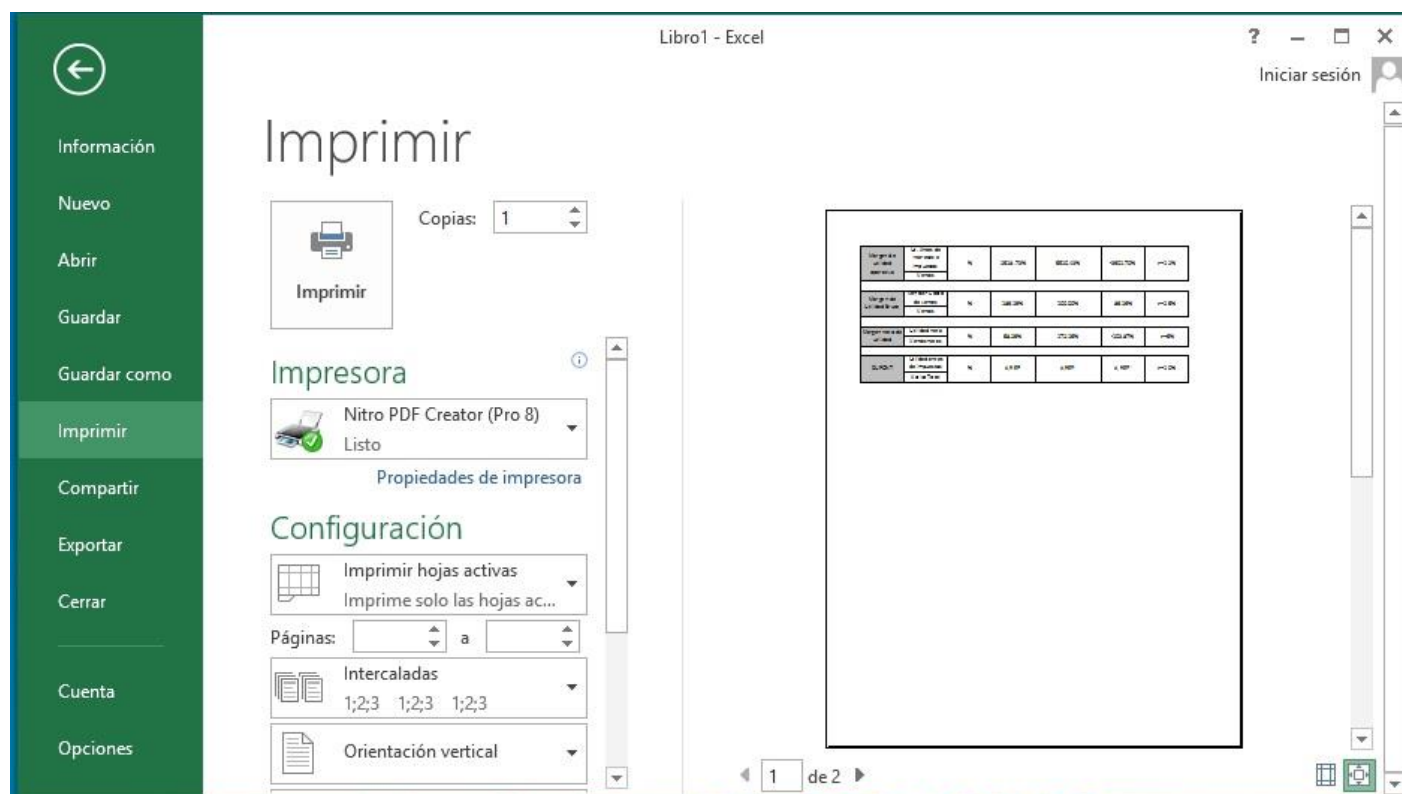 Libro1 - Excel
?
Iniciar sesión
Información
Nuevo
Abrir
Guardar
Guardar como
Imprimir
Compartir
Exportar
Cerrar
Cuenta
Opciones
Imprimir
Imprimir
Copias: 1
Impresora
Nitro PDF Creator (Pro 8)
Listo
Propiedades de impresora
Configuración
Imprimir hojas activas
Imprime solo las hojas ac...
Páginas: a
Intercaladas
1;2;3 1;2;3 1;2;3
Orientación vertical
1 de 2